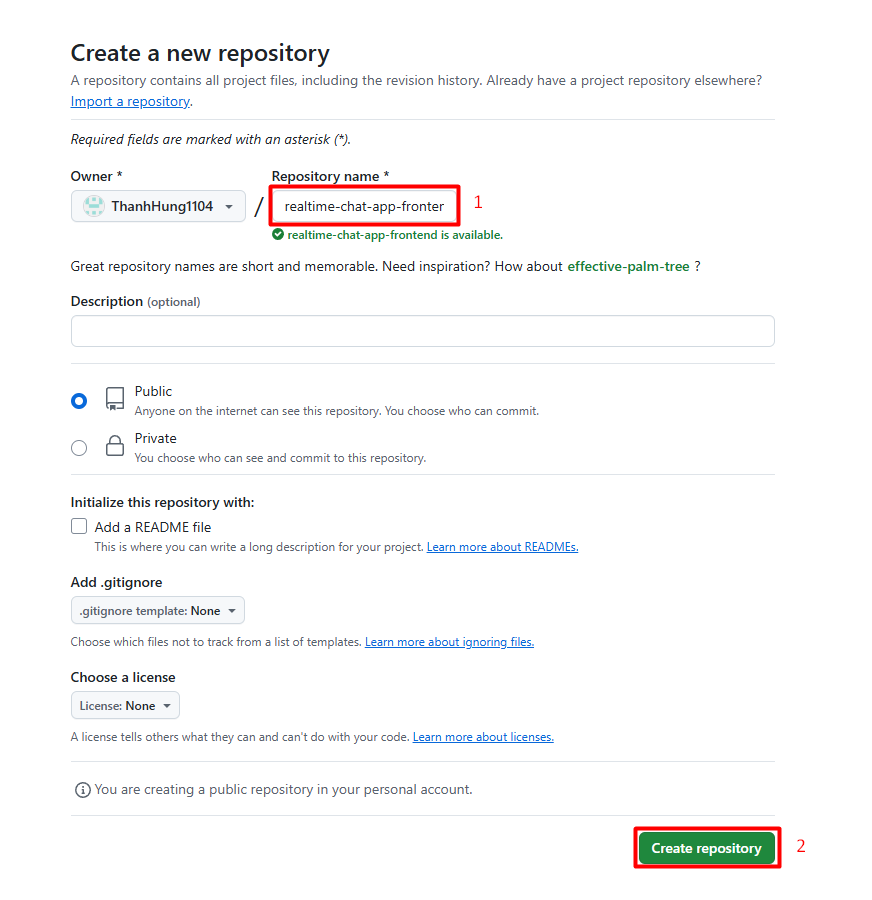 Create a new repository
A repository contains all project files, including the revision history. Already have a project repository elsewhere?
Import a repository.
Required fields are marked with an asterisk (*).
Owner * Repository name *
ThanhHung1104 / realtime-chat-app-fronter 1
realtime-chat-app-frontend is available.
Great repository names are short and memorable. Need inspiration? How about effective-palm-tree ?
Description (optional)
Public
Anyone on the internet can see this repository. You choose who can commit.
Private
You choose who can see and commit to this repository.
Initialize this repository with:
Add a README file
This is where you can write a long description for your project. Learn more about READMEs.
Add .gitignore
.gitignore template: None
Choose which files not to track from a list of templates. Learn more about ignoring files.
Choose a license
License: None
A license tells others what they can and can't do with your code. Learn more about licenses.
You are creating a public repository in your personal account.
Create repository 2